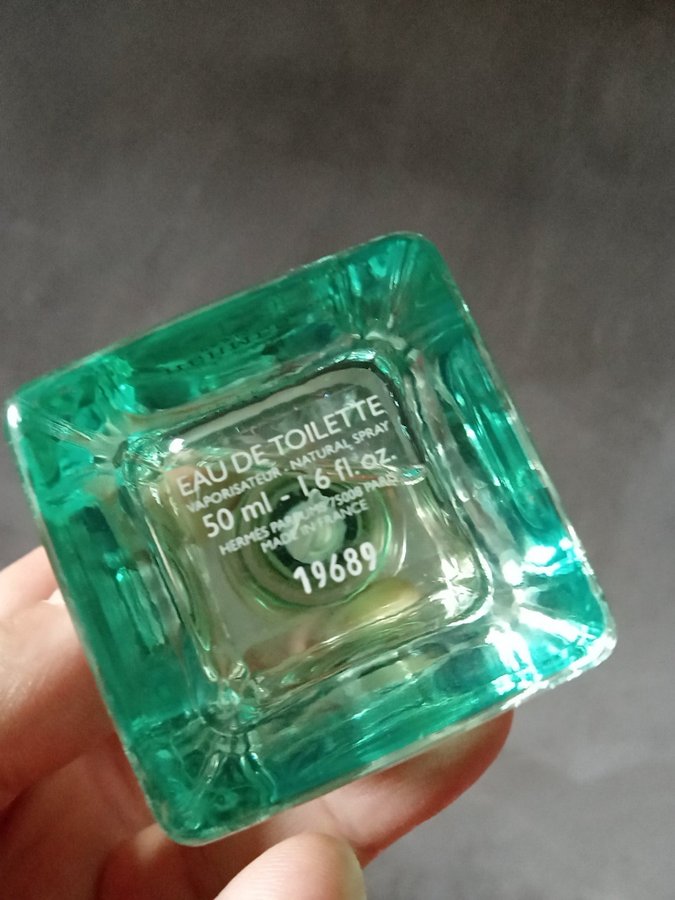 EAU DE TOILETTE
VAPORISATEUR - NATURAL SPRAY
50 ml - 1.6 fl. oz.
HERMÈS PARFUMS 75008 PARIS
MADE IN FRANCE
19689